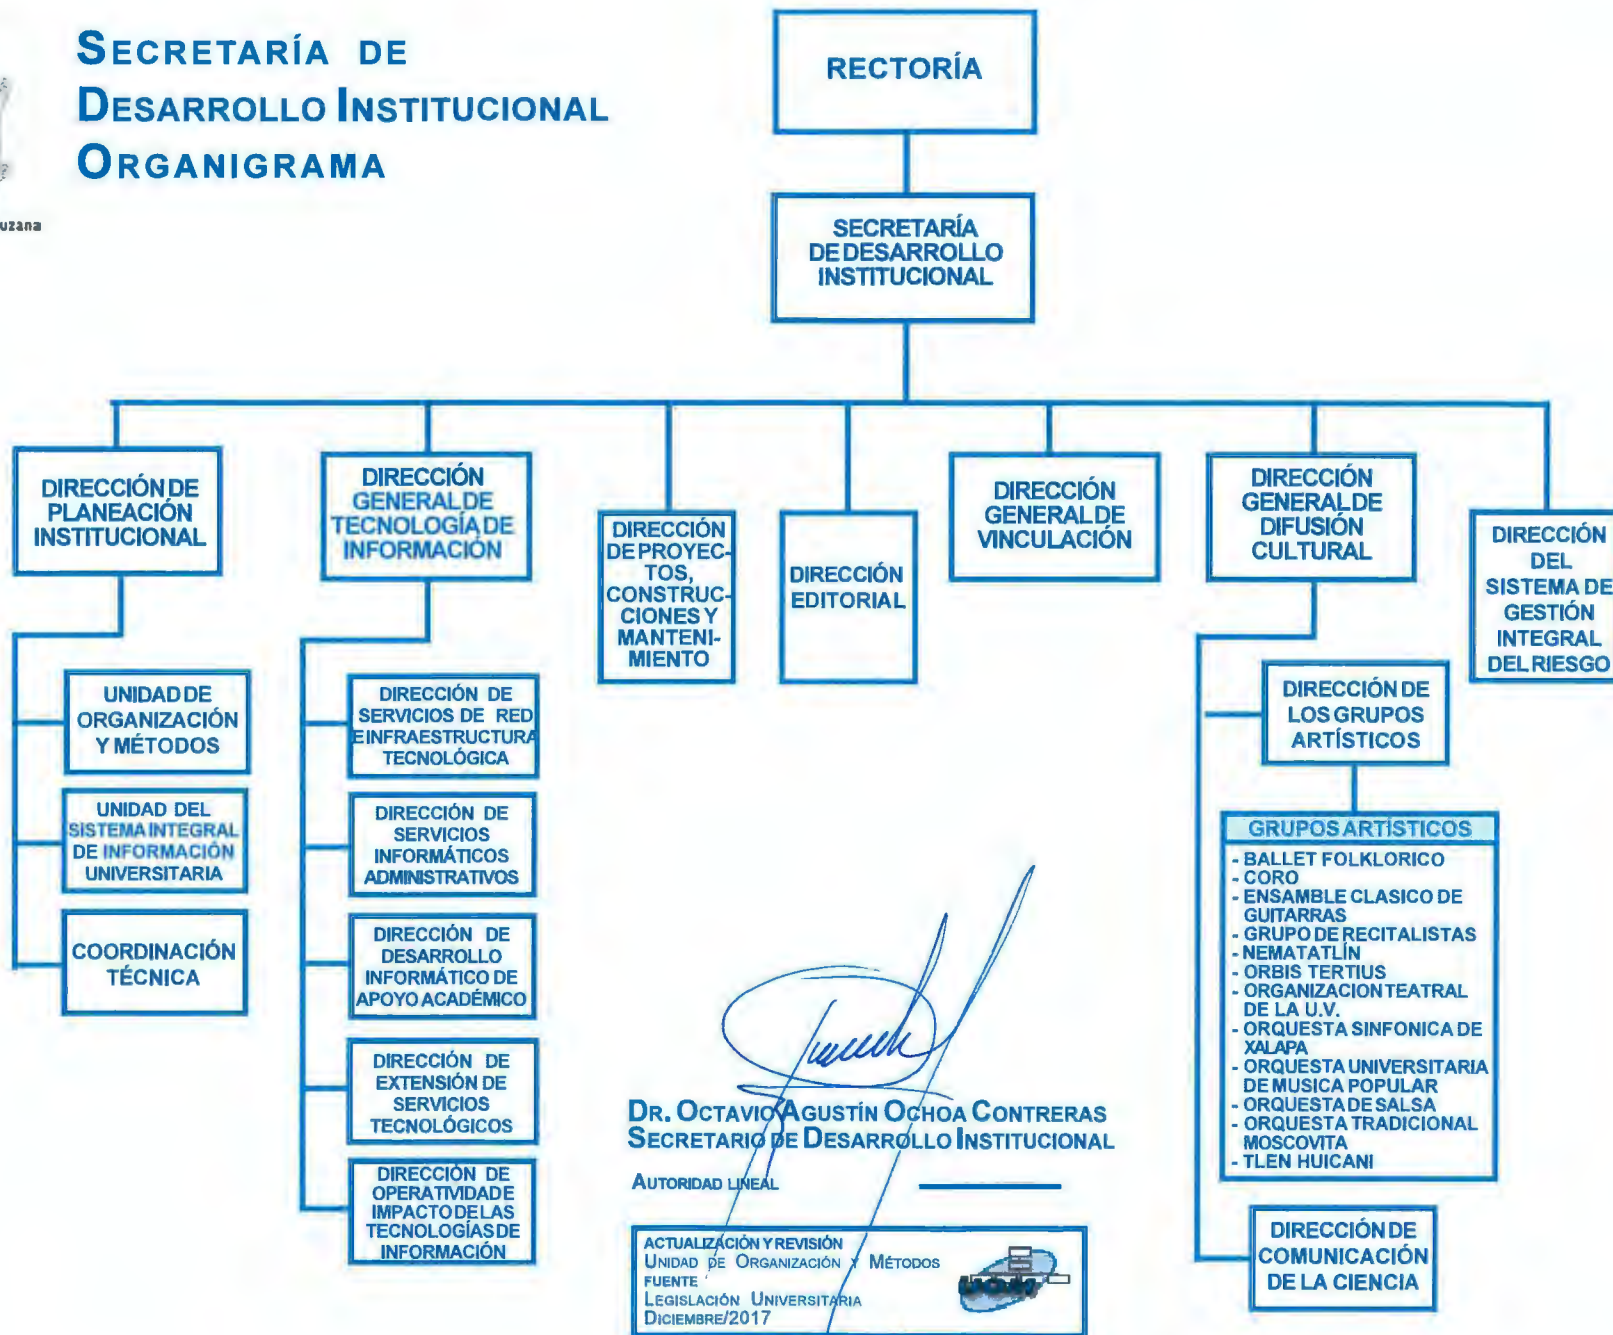 SECRETARÍA DE
DESARROLLO INSTITUCIONAL
ORGANIGRAMA
uzana
RECTORÍA
SECRETARÍA
DE DESARROLLO
INSTITUCIONAL
DIRECCIÓN DE
PLANEACIÓN
INSTITUCIONAL
UNIDAD DE
ORGANIZACIÓN
Y MÉTODOS
UNIDAD DEL
SISTEMA INTEGRAL
DE INFORMACIÓN
UNIVERSITARIA
COORDINACIÓN
TÉCNICA
DIRECCIÓN
GENERAL DE
TECNOLOGÍA DE
INFORMACIÓN
DIRECCIÓN DE
SERVICIOS DE RED
E INFRAESTRUCTURA
TECNOLÓGICA
DIRECCIÓN DE
SERVICIOS
INFORMÁTICOS
ADMINISTRATIVOS
DIRECCIÓN DE
DESARROLLO
INFORMÁTICO DE
APOYO ACADÉMICO
DIRECCIÓN DE
EXTENSIÓN DE
SERVICIOS
TECNOLÓGICOS
DIRECCIÓN DE
OPERATIVIDAD E
IMPACTO DE LAS
TECNOLOGÍAS DE
INFORMACIÓN
DIRECCIÓN
DE PROYEC-
TOS,
CONSTRUC-
CIONES Y
MANTENI-
MIENTO
DIRECCIÓN
EDITORIAL
DIRECCIÓN
GENERAL DE
VINCULACIÓN
DIRECCIÓN
GENERAL DE
DIFUSIÓN
CULTURAL
DIRECCIÓN DE
LOS GRUPOS
ARTÍSTICOS
GRUPOS ARTÍSTICOS
- BALLET FOLKLORICO
- CORO
- ENSAMBLE CLASICO DE
GUITARRAS
- GRUPO DE RECITALISTAS
- NEMATATLÍN
- ORBIS TERTIUS
- ORGANIZACION TEATRAL
DE LA U.V.
- ORQUESTA SINFONICA DE
XALAPA
- ORQUESTA UNIVERSITARIA
DE MUSICA POPULAR
- ORQUESTA DE SALSA
- ORQUESTA TRADICIONAL
MOSCOVITA
- TLEN HUICANI
DIRECCIÓN DE
COMUNICACIÓN
DE LA CIENCIA
DIRECCIÓN
DEL
SISTEMA DE
GESTIÓN
INTEGRAL
DEL RIESGO
DR. OCTAVIO AGUSTÍN OCHOA CONTRERAS
SECRETARIO DE DESARROLLO INSTITUCIONAL
AUTORIDAD LINEAL
ACTUALIZACIÓN Y REVISIÓN
UNIDAD DE ORGANIZACIÓN Y MÉTODOS
FUENTE
LEGISLACIÓN UNIVERSITARIA
DICIEMBRE/2017